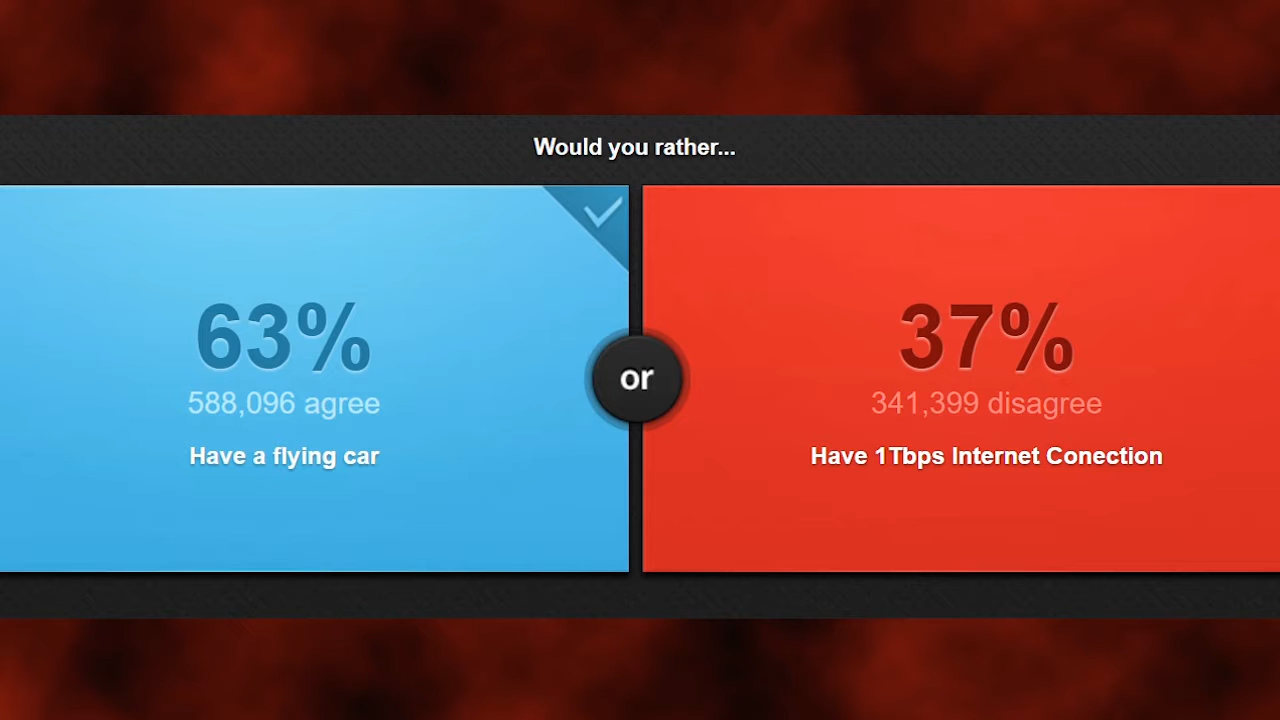 Would you rather...
63%
588,096 agree
Have a flying car
or
37%
341,399 disagree
Have 1Tbps Internet Conection